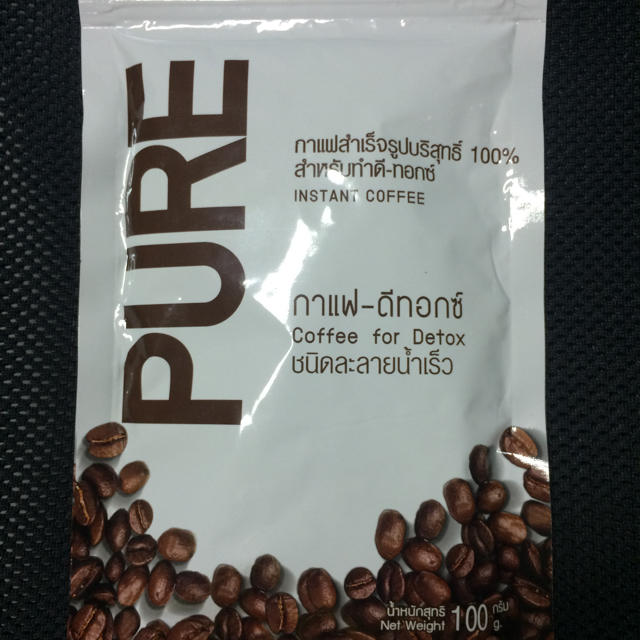 PURE
กาแฟสำเร็จรูปบริสุทธิ์ 100%
สำหรับทำดี-ทอกซ์
INSTANT COFFEE
กาแฟ-ดีทอกซ์
Coffee for Detox
ชนิดละลายน้ำเร็ว
น้ำหนักสุทธิ 100 กรัม
Net Weight g.